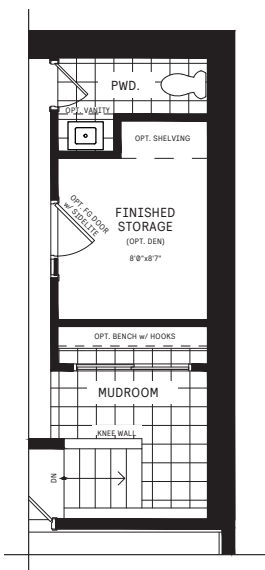 PWD.
OPT. VANITY
OPT. SHELVING
OPT. FG DOOR
w/ SIDELITE
FINISHED
STORAGE
(OPT. DEN)
8'0"x8'7"
OPT. BENCH w/ HOOKS
MUDROOM
KNEE WALL
DN